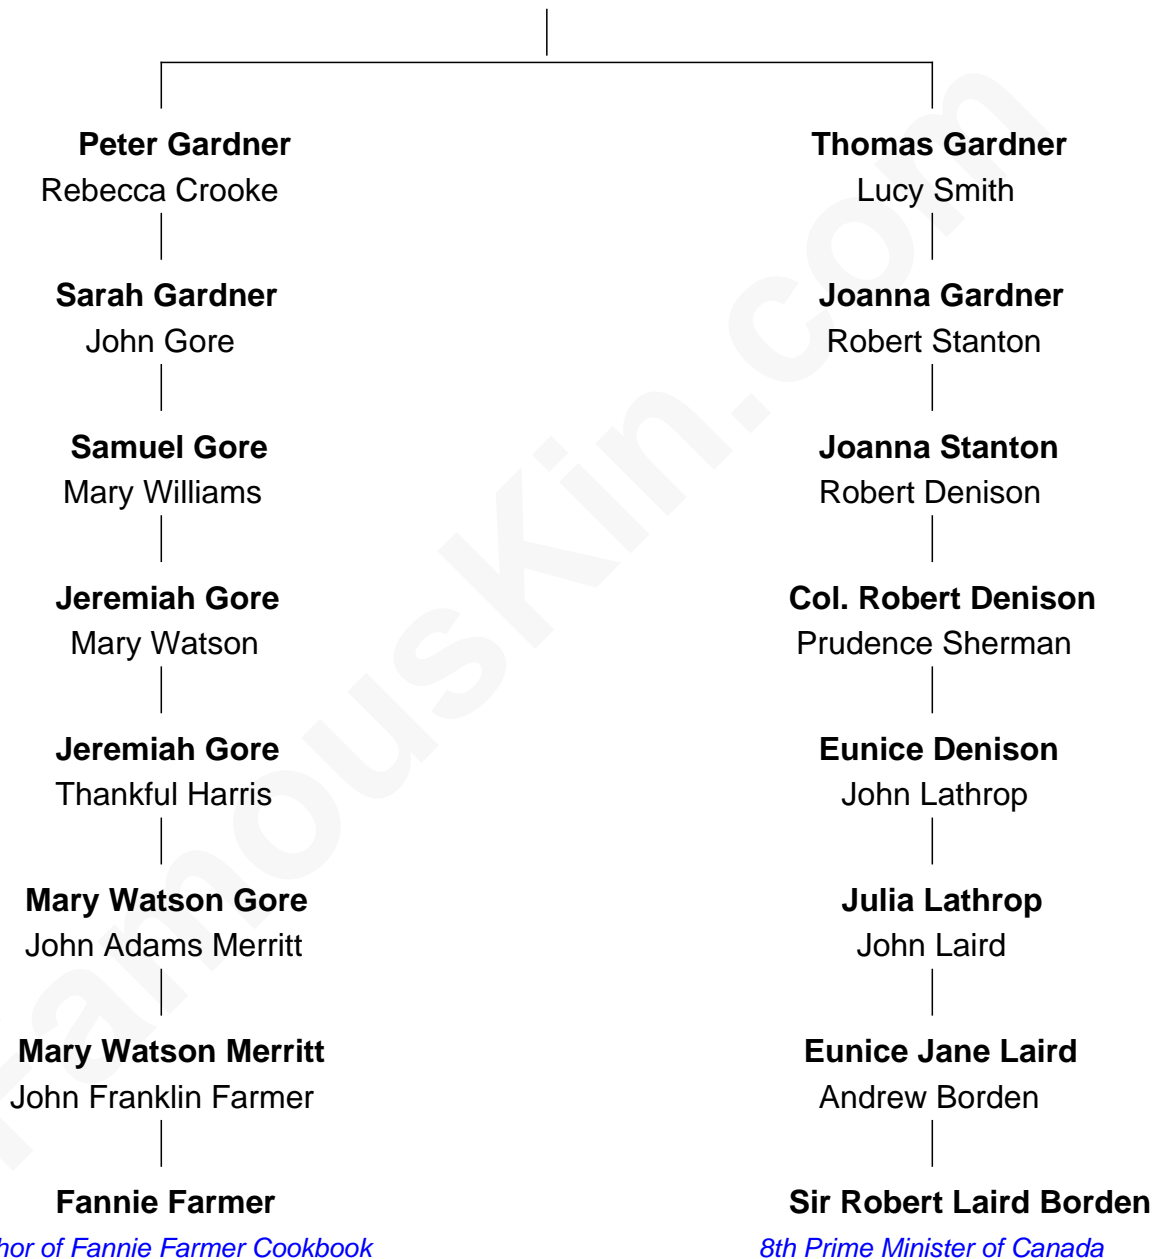 Peter Gardner
Rebecca Crooke
Sarah Gardner
John Gore
Samuel Gore
Mary Williams
Jeremiah Gore
Mary Watson
Jeremiah Gore
Thankful Harris
Mary Watson Gore
John Adams Merritt
Mary Watson Merritt
John Franklin Farmer
Fannie Farmer
hor of Fannie Farmer Cookbook
Thomas Gardner
Lucy Smith
Joanna Gardner
Robert Stanton
Joanna Stanton
Robert Denison
Col. Robert Denison
Prudence Sherman
Eunice Denison
John Lathrop
Julia Lathrop
John Laird
Eunice Jane Laird
Andrew Borden
Sir Robert Laird Borden
8th Prime Minister of Canada
FamousKin.com